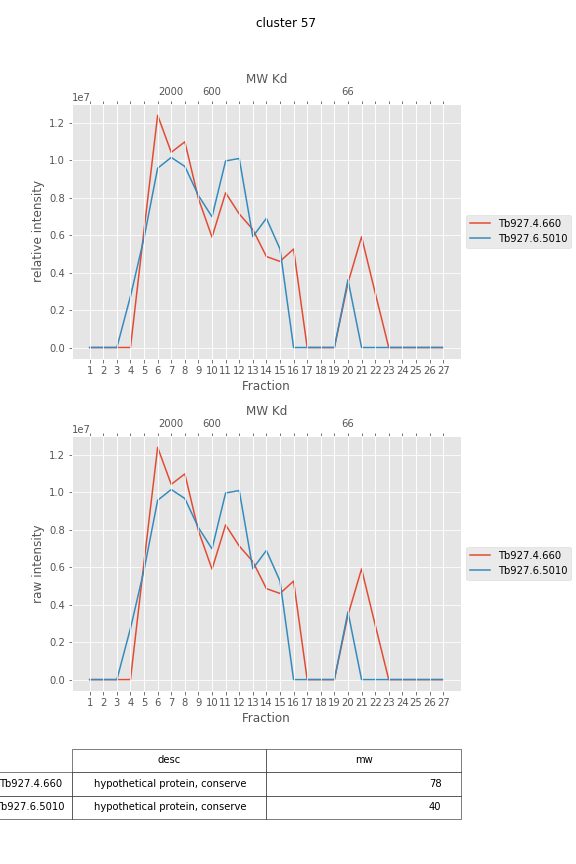 cluster 57
MW Kd
2000 600 66
1e7
1.2
1.0
0.8
0.6
0.4
0.2
0.0
relative intensity
1 2 3 4 5 6 7 8 9 10 11 12 13 14 15 16 17 18 19 20 21 22 23 24 25 26 27
Fraction
Tb927.4.660
Tb927.6.5010
MW Kd
2000 600 66
1e7
1.2
1.0
0.8
0.6
0.4
0.2
0.0
raw intensity
1 2 3 4 5 6 7 8 9 10 11 12 13 14 15 16 17 18 19 20 21 22 23 24 25 26 27
Fraction
Tb927.4.660
Tb927.6.5010
desc mw
Tb927.4.660 hypothetical protein, conserve 78
Tb927.6.5010 hypothetical protein, conserve 40